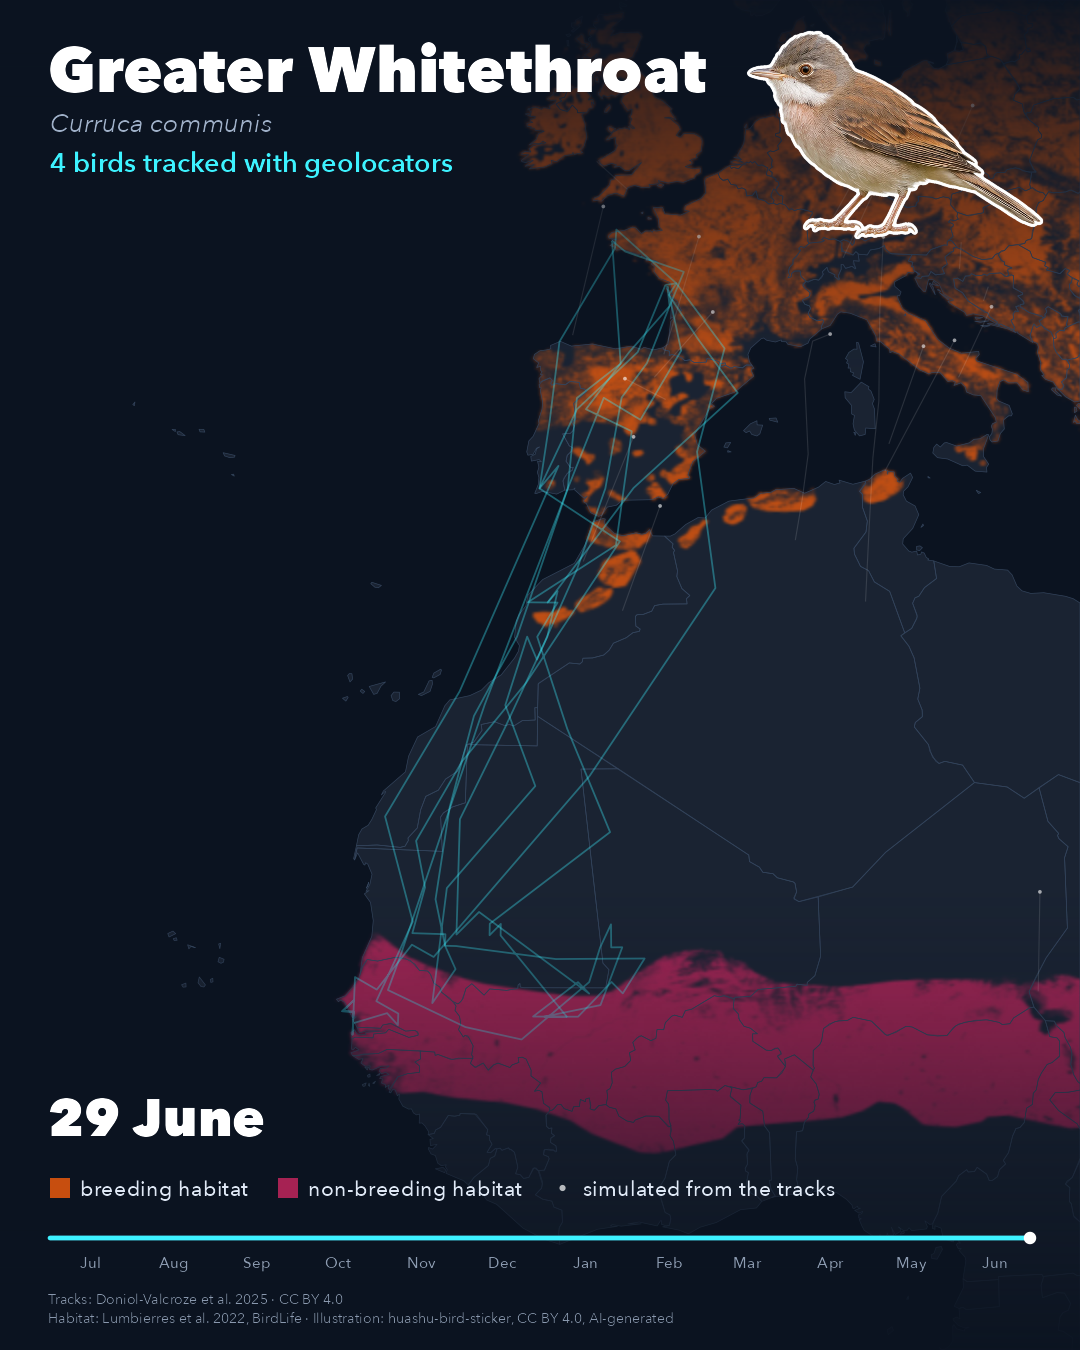 Greater Whitethroat
Curruca communis
4 birds tracked with geolocators
29 June
breeding habitat non-breeding habitat simulated from the tracks
Jul Aug Sep Oct Nov Dec Jan Feb Mar Apr May Jun
Tracks: Doniol-Valcroze et al. 2025 · CC BY 4.0
Habitat: Lumbierres et al. 2022, BirdLife · Illustration: huashu-bird-sticker, CC BY 4.0, AI-generated